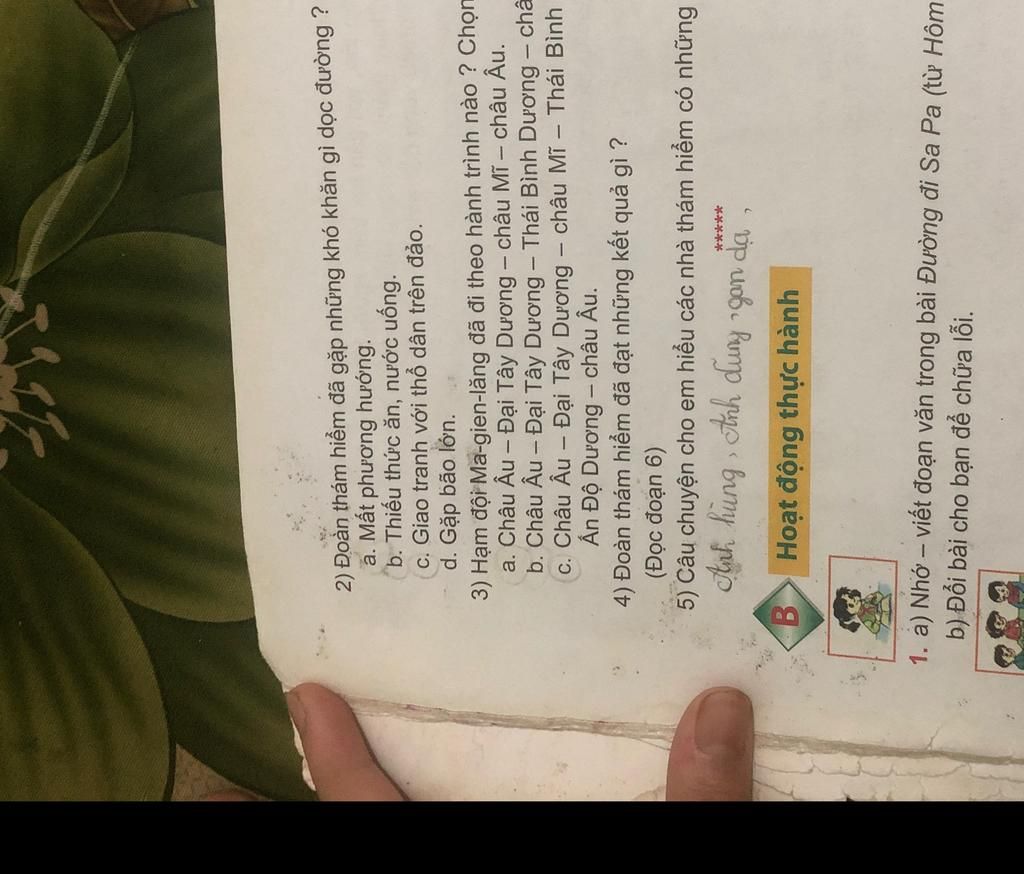 2) Đoàn thám hiểm đã gặp những khó khăn gì dọc đường ?
a. Mất phương hướng.
b. Thiếu thức ăn, nước uống.
c. Giao tranh với thổ dân trên đảo.
d. Gặp bão lớn.
3) Hạm đội Ma-gien-lăng đã đi theo hành trình nào ? Chọn
a. Châu Âu – Đại Tây Dương – châu Mĩ – châu Âu.
b. Châu Âu – Đại Tây Dương – Thái Bình Dương – châ
c. Châu Âu – Đại Tây Dương – châu Mĩ – Thái Bình
Ấn Độ Dương – châu Âu.
4) Đoàn thám hiểm đã đạt những kết quả gì ?
(Đọc đoạn 6)
5) Câu chuyện cho em hiểu các nhà thám hiểm có những
*****
Anh hùng, Anh dũng, gan dạ,
B Hoạt động thực hành
1. a) Nhớ – viết đoạn văn trong bài Đường đi Sa Pa (từ Hôm
b) Đổi bài cho bạn để chữa lỗi.